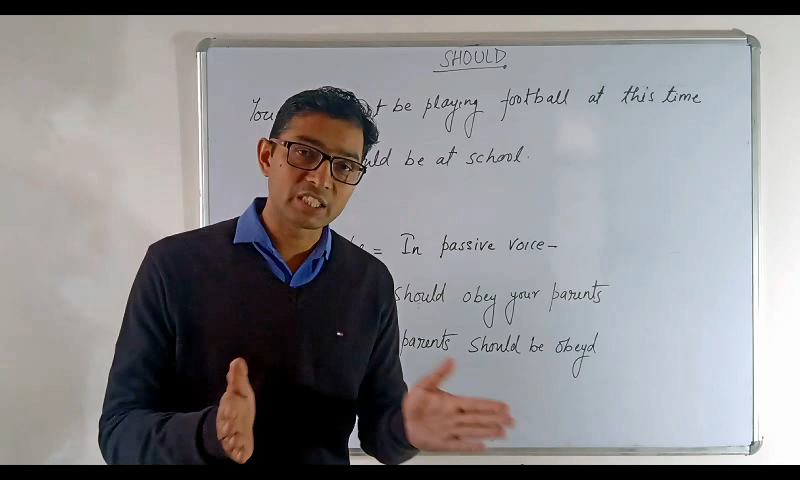 SHOULD
You be playing football at this time
be at school.
= In passive voice-
should obey your parents
parents should be obeyd